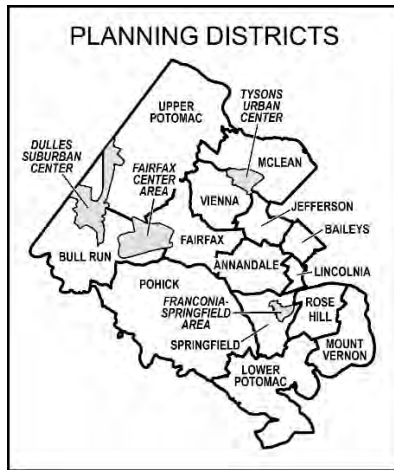 PLANNING DISTRICTS
UPPER
POTOMAC
TYSONS
URBAN
CENTER
MCLEAN
DULLES
SUBURBAN
CENTER
FAIRFAX
CENTER
AREA
VIENNA
JEFFERSON
BAILEYS
FAIRFAX
BULL RUN
ANNANDALE
LINCOLNIA
POHICK
FRANCONIA-
SPRINGFIELD
AREA
ROSE
HILL
SPRINGFIELD
MOUNT
VERNON
LOWER
POTOMAC